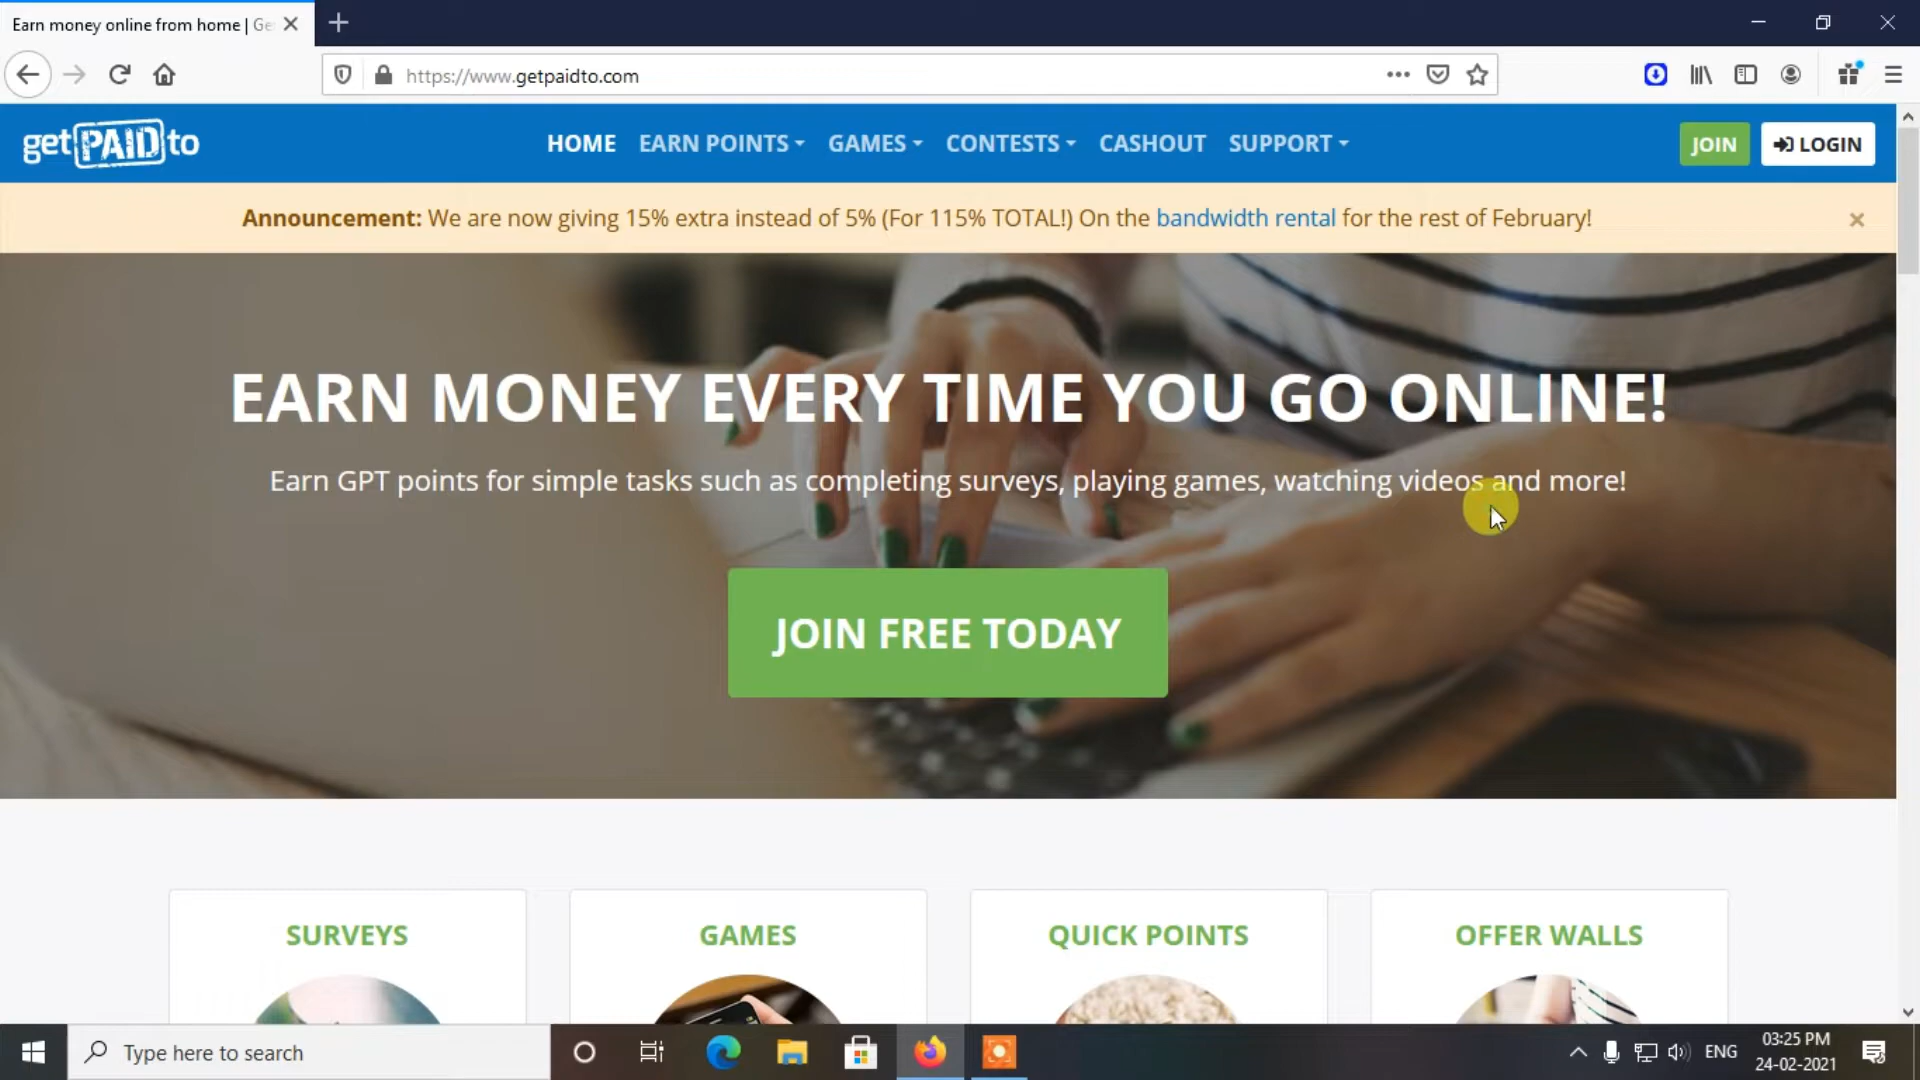 Earn money online from home | Ge
https://www.getpaidto.com
getPAIDto
HOME EARN POINTS GAMES CONTESTS CASHOUT SUPPORT
JOIN LOGIN
Announcement: We are now giving 15% extra instead of 5% (For 115% TOTAL!) On the bandwidth rental for the rest of February!
EARN MONEY EVERY TIME YOU GO ONLINE!
Earn GPT points for simple tasks such as completing surveys, playing games, watching videos and more!
JOIN FREE TODAY
SURVEYS GAMES QUICK POINTS OFFER WALLS
Type here to search
ENG
03:25 PM
24-02-2021